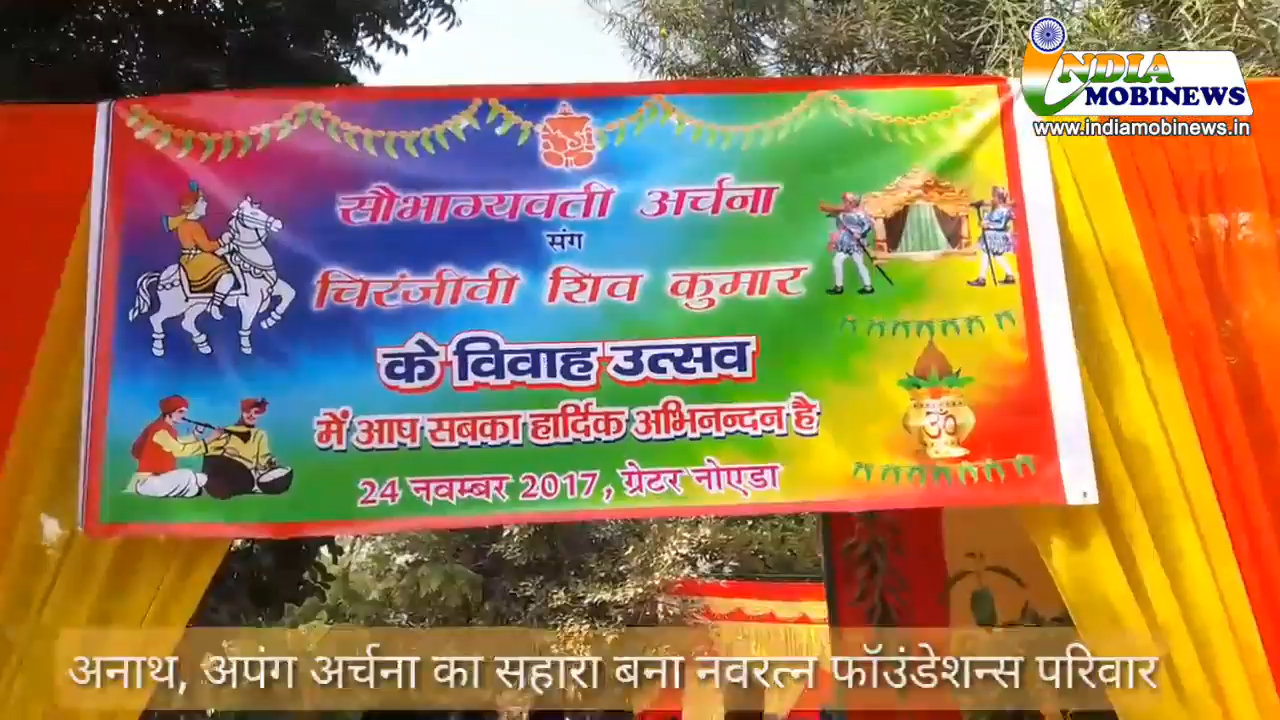 INDIA
MOBINEWS
www.indiamobinews.in
सौभाग्यवती अर्चना
संग
चिरंजीवी शिव कुमार
के विवाह उत्सव
में आप सबका हार्दिक अभिनन्दन है
24 नवम्बर 2017, ग्रेटर नोएडा
ॐ
अनाथ, अपंग अर्चना का सहारा बना नवरत्न फॉउंडेशन्स परिवार